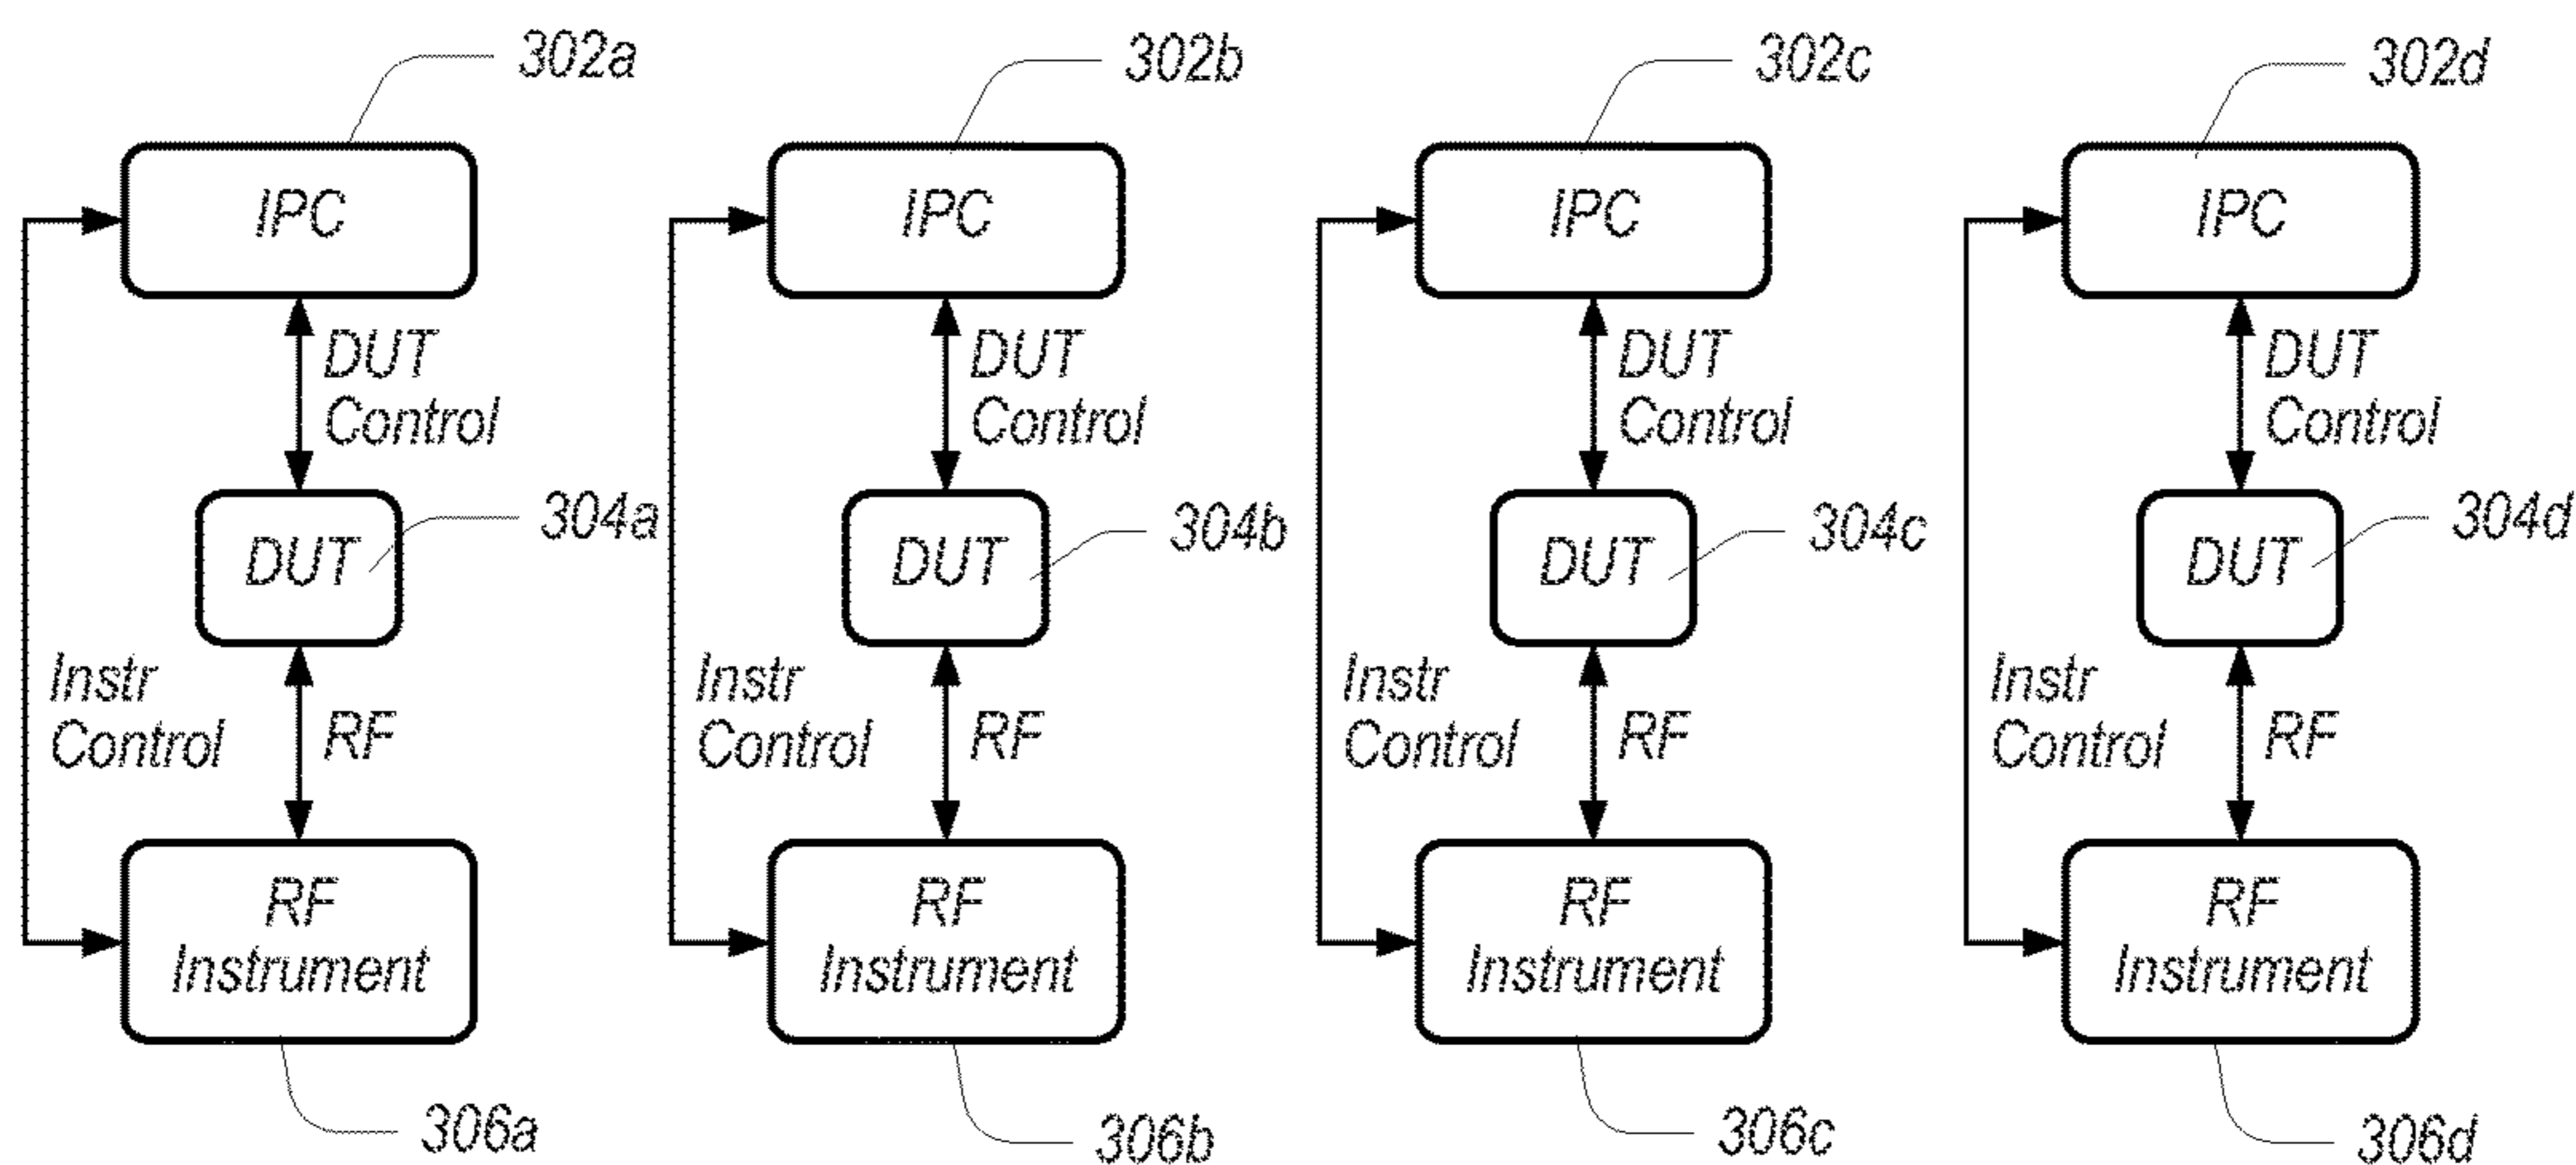 302a
302b
302c
302d
IPC
IPC
IPC
IPC
DUT
Control
DUT
Control
DUT
Control
DUT
Control
304a
304b
304c
304d
DUT
DUT
DUT
DUT
Instr
Control
RF
Instr
Control
RF
Instr
Control
RF
Instr
Control
RF
RF
Instrument
RF
Instrument
RF
Instrument
RF
Instrument
306a
306b
306c
306d